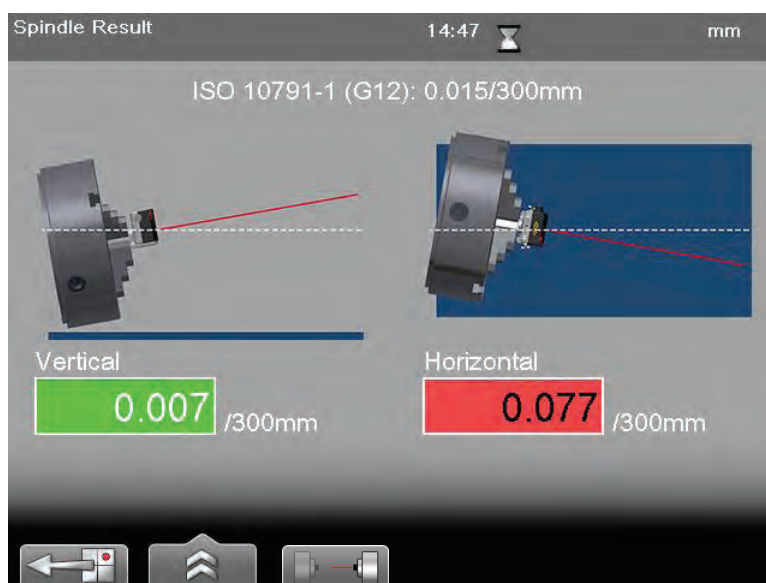 Spindle Result 14:47 mm
ISO 10791-1 (G12): 0.015/300mm
Vertical Horizontal
0.007 /300mm 0.077 /300mm